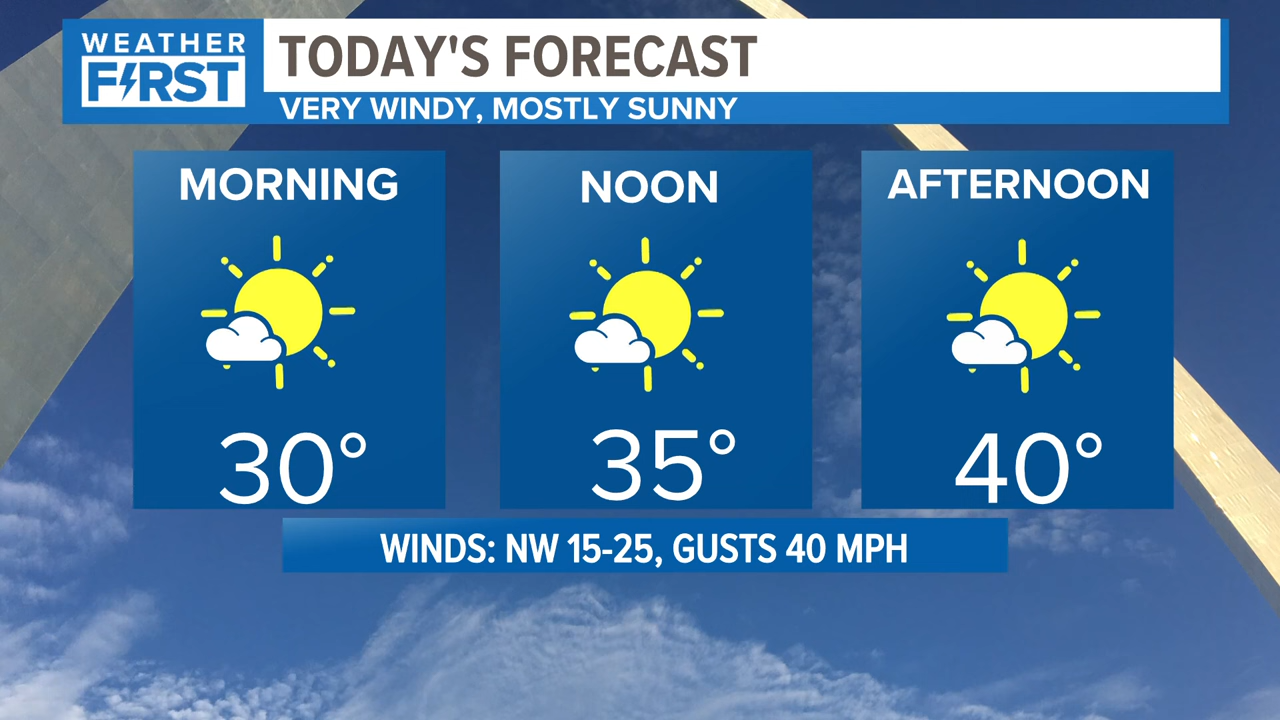 WEATHER
FIRST
TODAY'S FORECAST
VERY WINDY, MOSTLY SUNNY
MORNING
NOON
AFTERNOON
30°
35°
40°
WINDS: NW 15-25, GUSTS 40 MPH